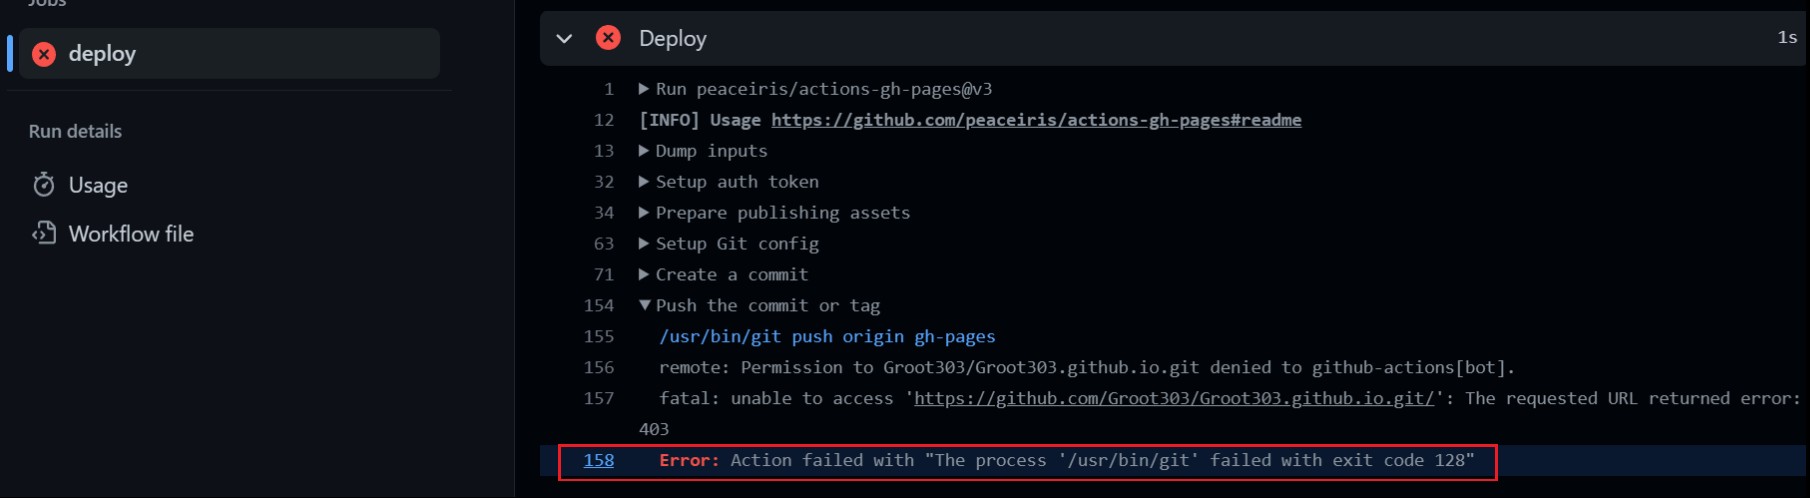 Jobs
deploy
Run details
Usage
Workflow file
Deploy
1s
1 Run peaceiris/actions-gh-pages@v3
12 [INFO] Usage https://github.com/peaceiris/actions-gh-pages#readme
13 Dump inputs
32 Setup auth token
34 Prepare publishing assets
63 Setup Git config
71 Create a commit
154 Push the commit or tag
155 /usr/bin/git push origin gh-pages
156 remote: Permission to Groot303/Groot303.github.io.git denied to github-actions[bot].
157 fatal: unable to access 'https://github.com/Groot303/Groot303.github.io.git/': The requested URL returned error:
403
158 Error: Action failed with "The process '/usr/bin/git' failed with exit code 128"